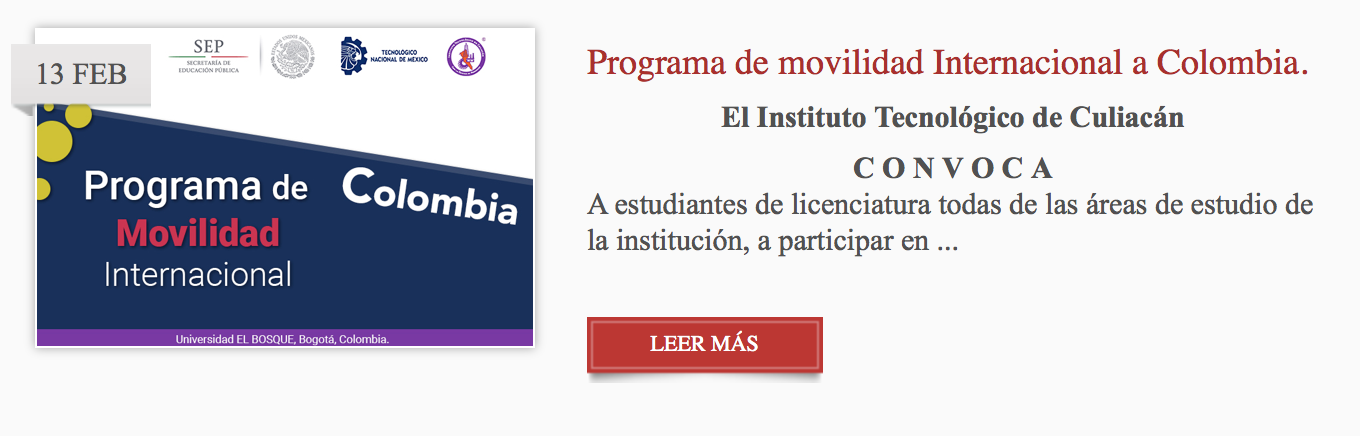 13 FEB
SEP
SECRETARÍA DE
EDUCACIÓN PÚBLICA
TECNOLÓGICO
NACIONAL DE MÉXICO
Programa de
Movilidad
Internacional
Colombia
Universidad EL BOSQUE, Bogotá, Colombia.
Programa de movilidad Internacional a Colombia.
El Instituto Tecnológico de Culiacán
C O N V O C A
A estudiantes de licenciatura todas de las áreas de estudio de
la institución, a participar en ...
LEER MÁS